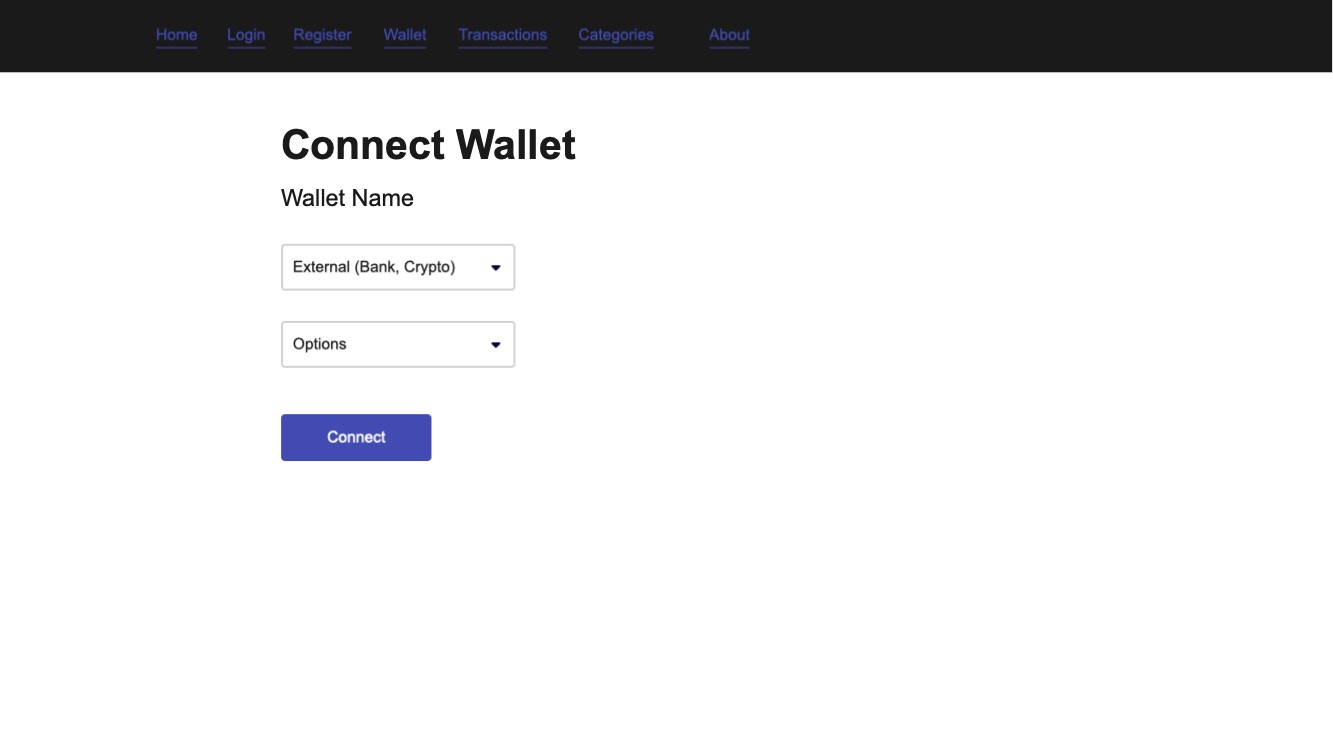 Home Login Register Wallet Transactions Categories About
Connect Wallet
Wallet Name
External (Bank, Crypto)
Options
Connect